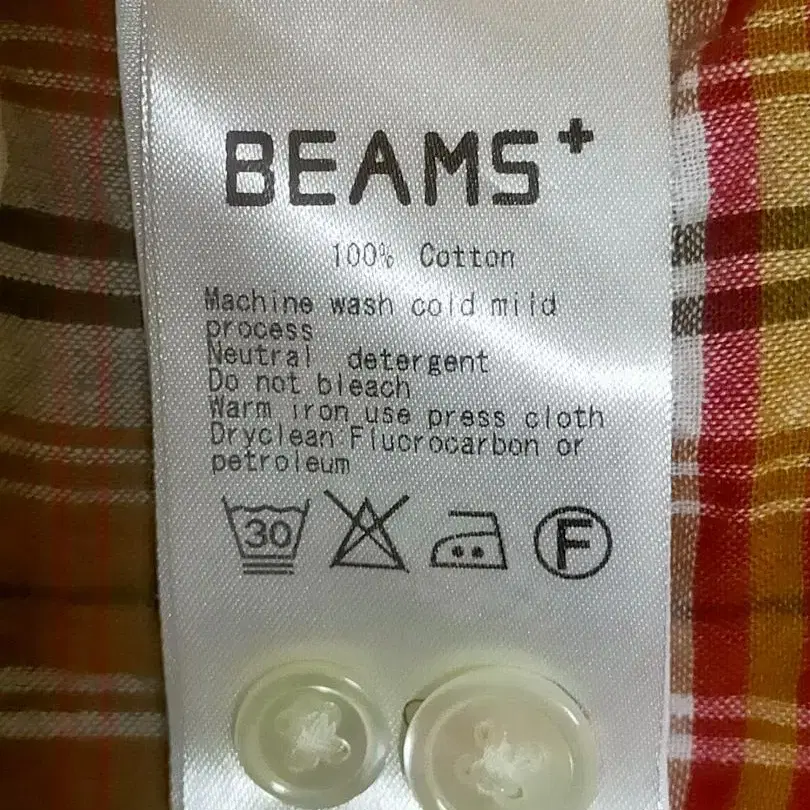 BEAMS+
100% Cotton
Machine wash cold mild
process
Neutral detergent
Do not bleach
Warm iron use press cloth
Dryclean Flucrocarbon or
petroleum
30 F